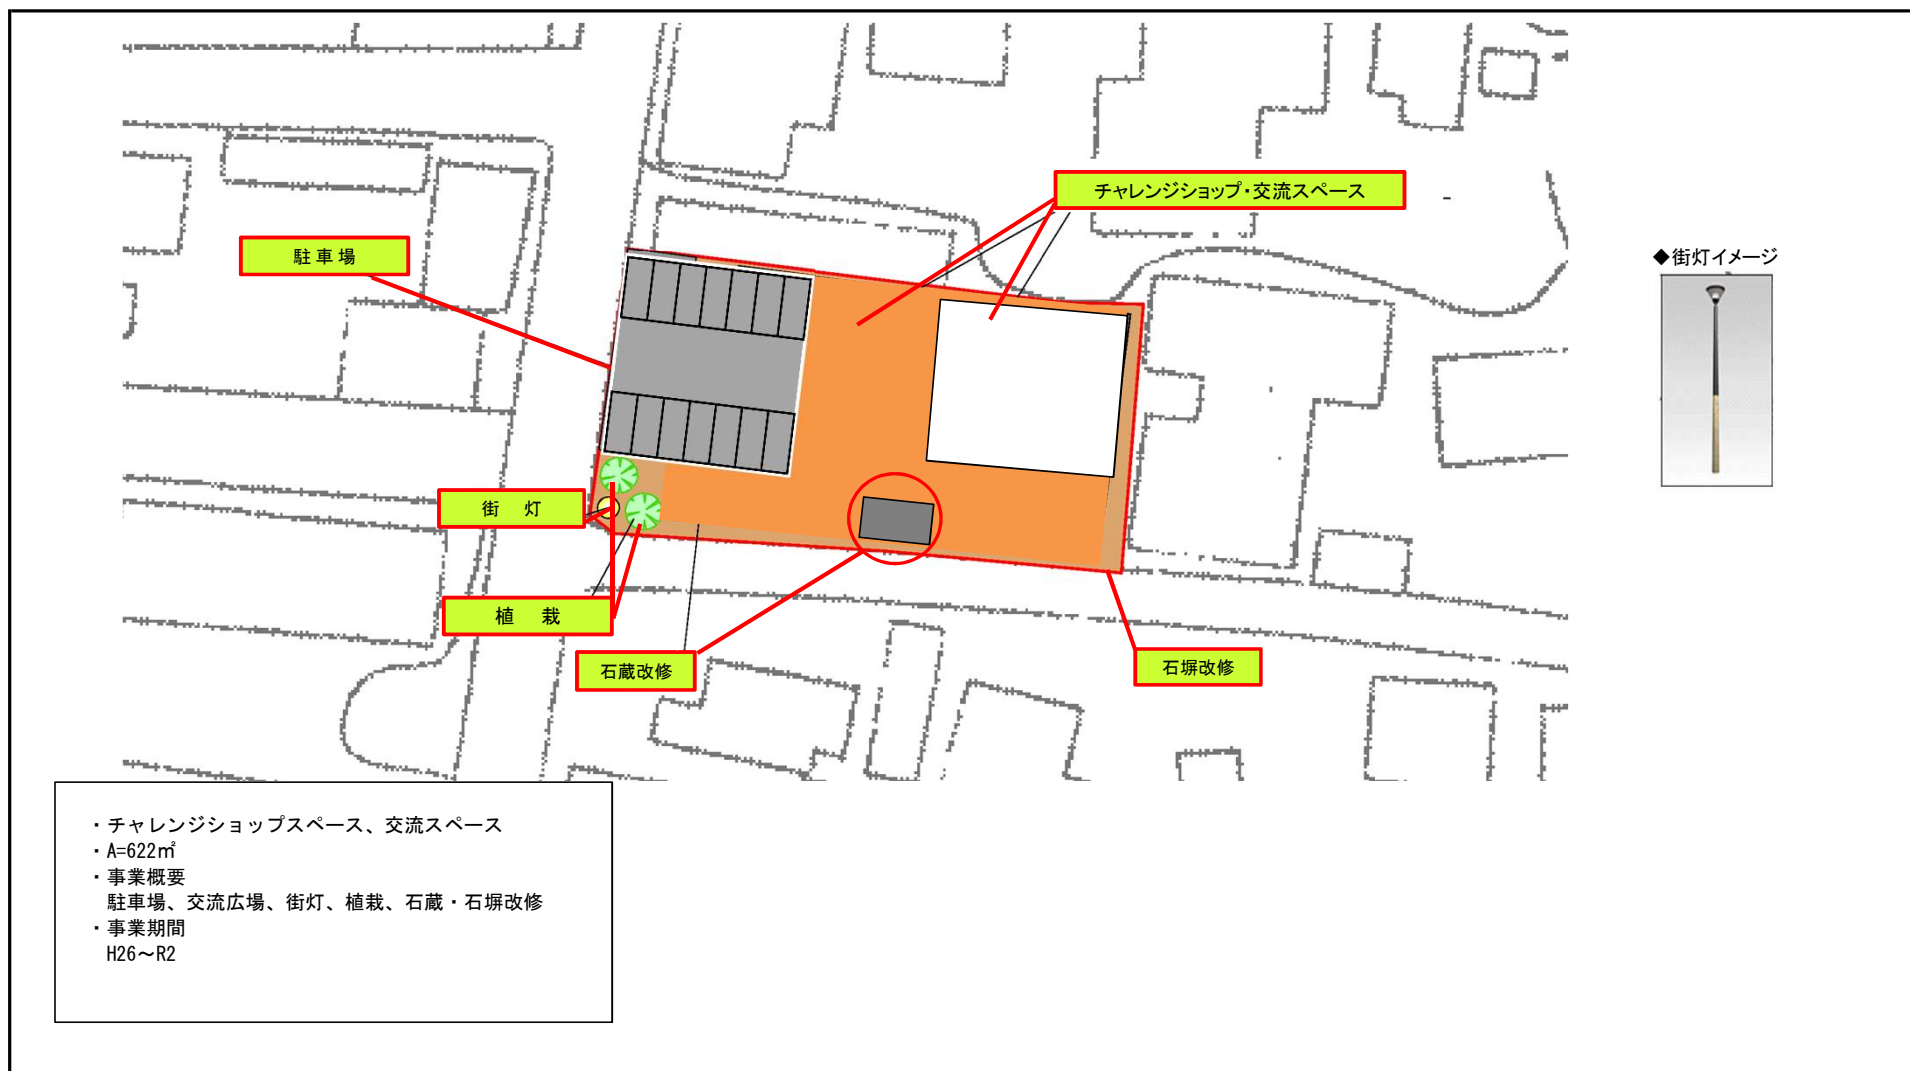 チャレンジショップ・交流スペース
駐車場
◆街灯イメージ
街 灯
植 栽
石蔵改修
石塀改修
・チャレンジショップスペース、交流スペース
・A=622㎡
・事業概要
駐車場、交流広場、街灯、植栽、石蔵・石塀改修
・事業期間
H26～R2